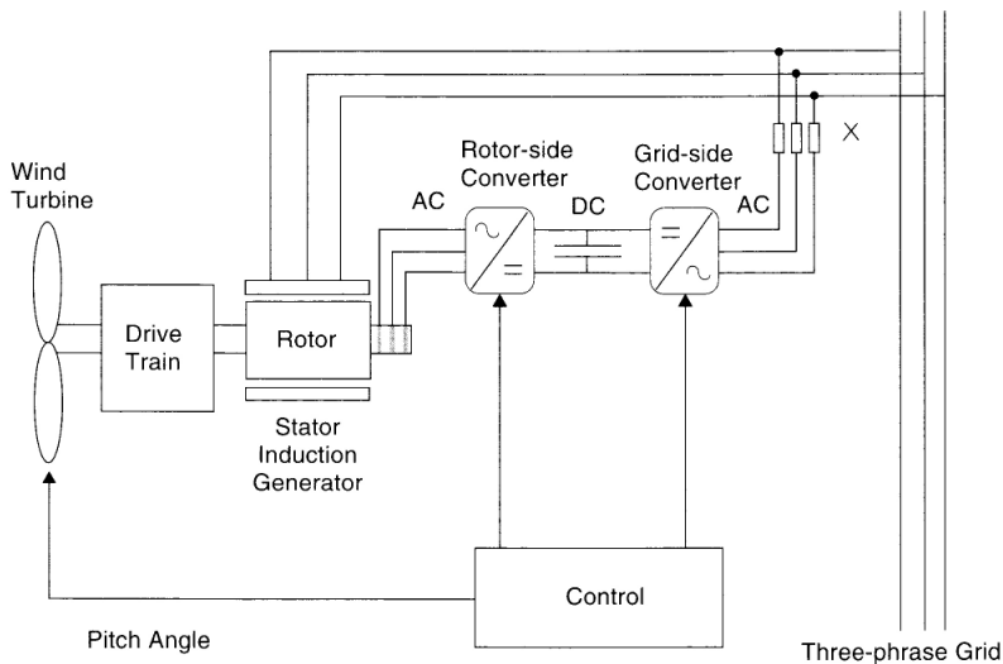 Wind
Turbine
Drive
Train
Rotor
Stator
Induction
Generator
AC
Rotor-side
Converter
DC
Grid-side
Converter
AC
X
Control
Pitch Angle
Three-phrase Grid